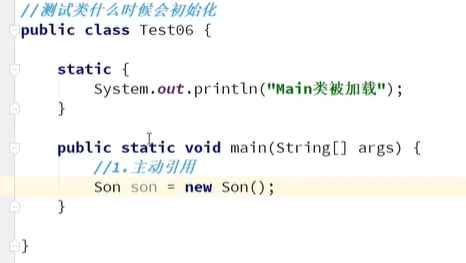 //测试类什么时候会初始化
public class Test06 {
static {
System.out.println("Main类被加载");
}
public static void main(String[] args) {
//1.主动引用
Son son = new Son();
}
}